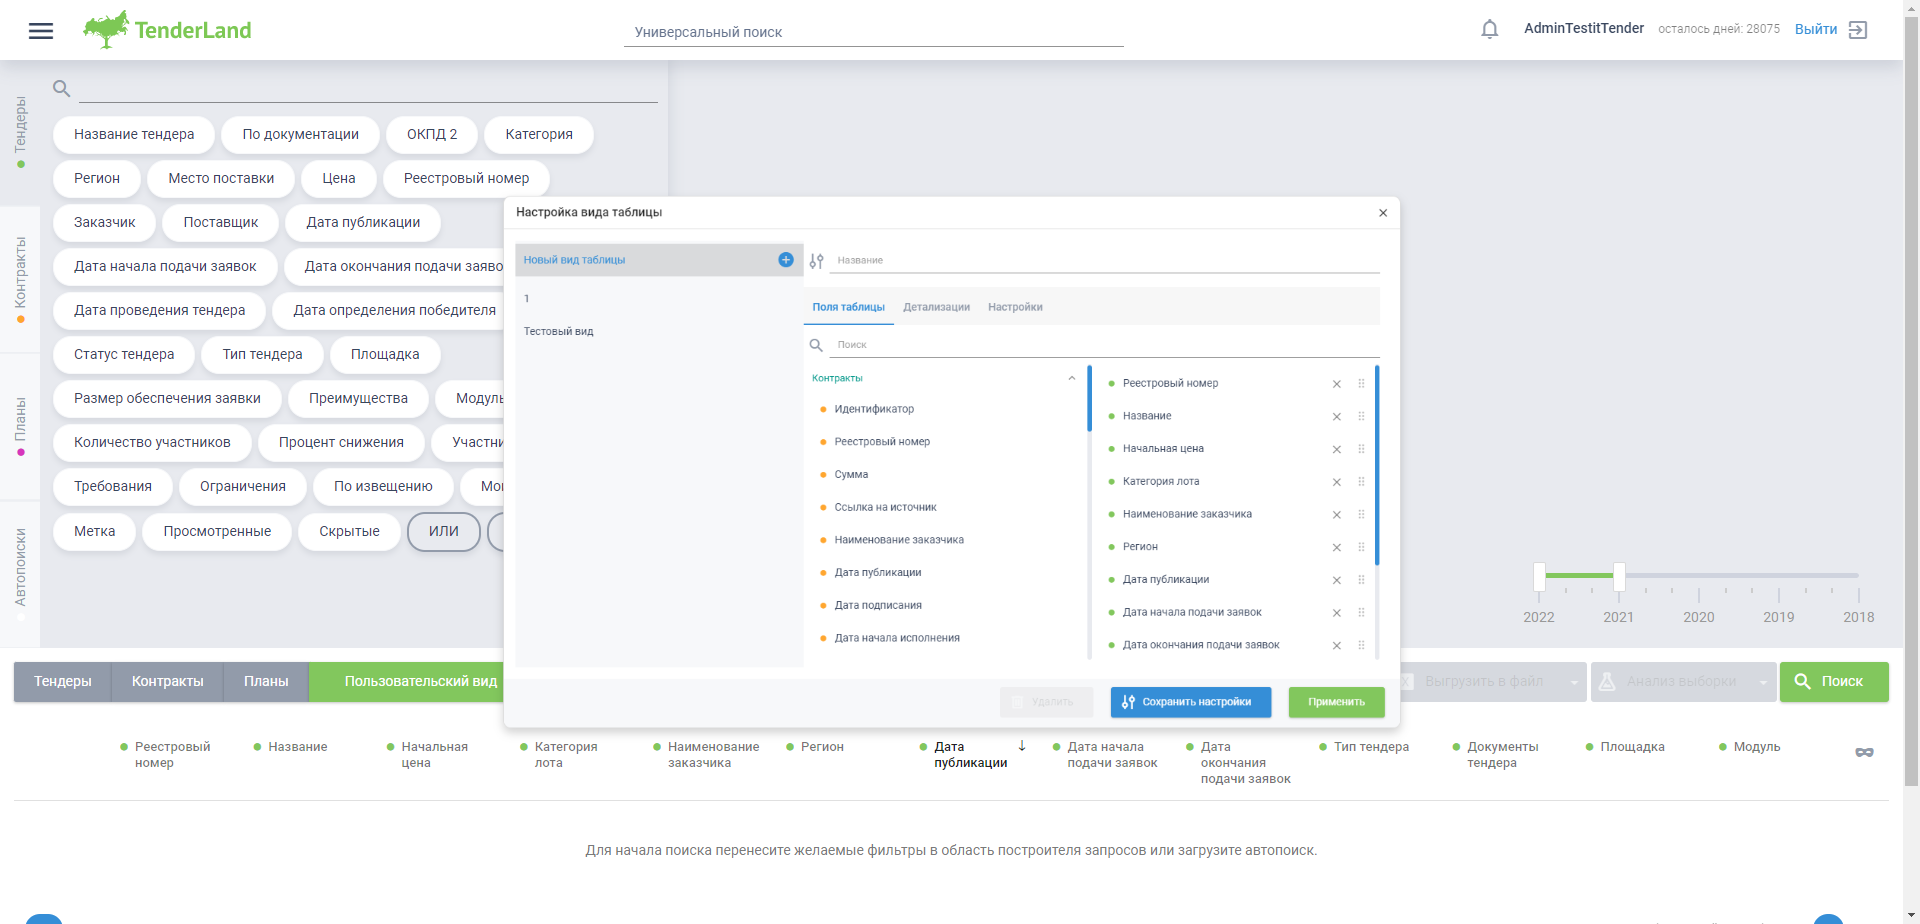 TenderLand
Универсальный поиск
AdminTestitTender
осталось дней: 28075
Выйти
Тендеры
Контракты
Планы
Автопоиски
Название тендера
По документации
ОКПД 2
Категория
Регион
Место поставки
Цена
Реестровый номер
Заказчик
Поставщик
Дата публикации
Дата начала подачи заявок
Дата окончания подачи заяво
Дата проведения тендера
Дата определения победителя
Статус тендера
Тип тендера
Площадка
Размер обеспечения заявки
Преимущества
Модуль
Количество участников
Процент снижения
Участни
Требования
Ограничения
По извещению
Метка
Просмотренные
Скрытые
ИЛИ
Настройка вида таблицы
Новый вид таблицы
1
Тестовый вид
Название
Поля таблицы
Детализации
Настройки
Поиск
Контракты
Идентификатор
Реестровый номер
Сумма
Ссылка на источник
Наименование заказчика
Дата публикации
Дата подписания
Дата начала исполнения
Реестровый номер
Название
Начальная цена
Категория лота
Наименование заказчика
Регион
Дата публикации
Дата начала подачи заявок
Дата окончания подачи заявок
Удалить
Сохранить настройки
Применить
2022
2021
2020
2019
2018
Тендеры
Контракты
Планы
Пользовательский вид
Выгрузить в файл
Анализ выборки
Поиск
Реестровый
номер
Название
Начальная
цена
Категория
лота
Наименование
заказчика
Регион
Дата
публикации
Дата начала
подачи заявок
Дата
окончания
подачи заявок
Тип тендера
Документы
тендера
Площадка
Модуль
Для начала поиска перенесите желаемые фильтры в область построителя запросов или загрузите автопоиск.